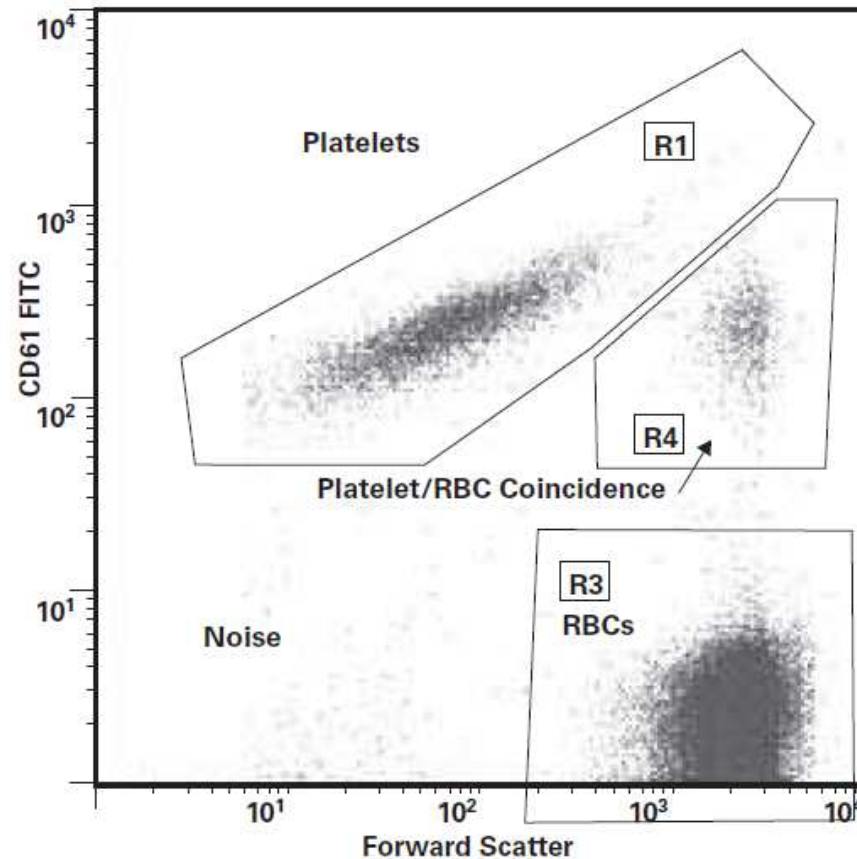 10⁴
Platelets
R1
10³
CD61 FITC
10²
R4
Platelet/RBC Coincidence
R3
10¹
RBCs
Noise
10¹ 10² 10³
Forward Scatter